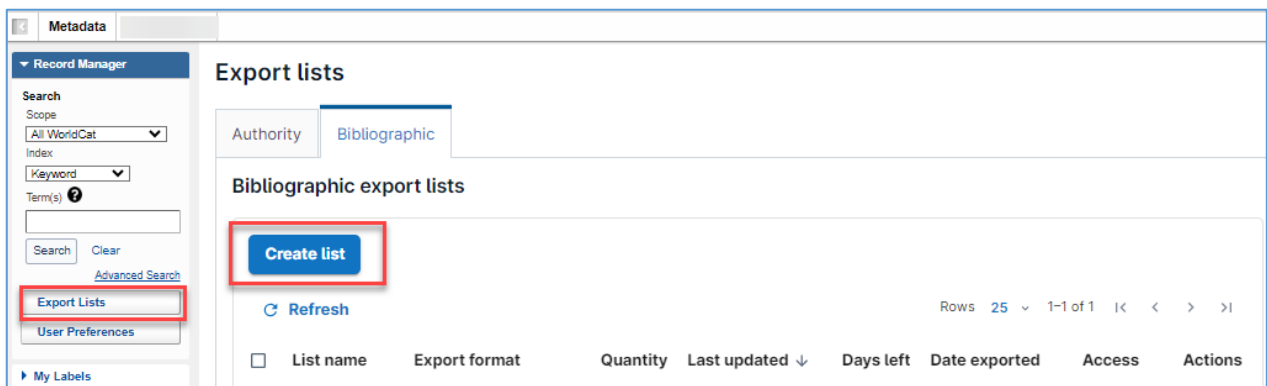 Metadata
Record Manager
Search
Scope
All WorldCat
Index
Keyword
Term(s) ?
Search Clear
Advanced Search
Export Lists
User Preferences
My Labels
Export lists
Authority Bibliographic
Bibliographic export lists
Create list
Refresh Rows 25 1–1 of 1
List name Export format Quantity Last updated ↓ Days left Date exported Access Actions